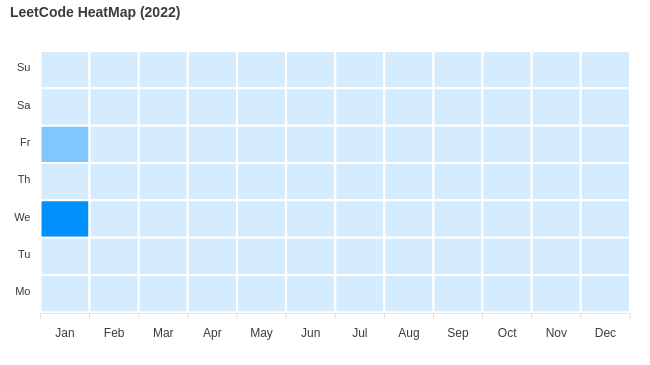 LeetCode HeatMap (2022)
Su
Sa
Fr
Th
We
Tu
Mo
Jan Feb Mar Apr May Jun Jul Aug Sep Oct Nov Dec